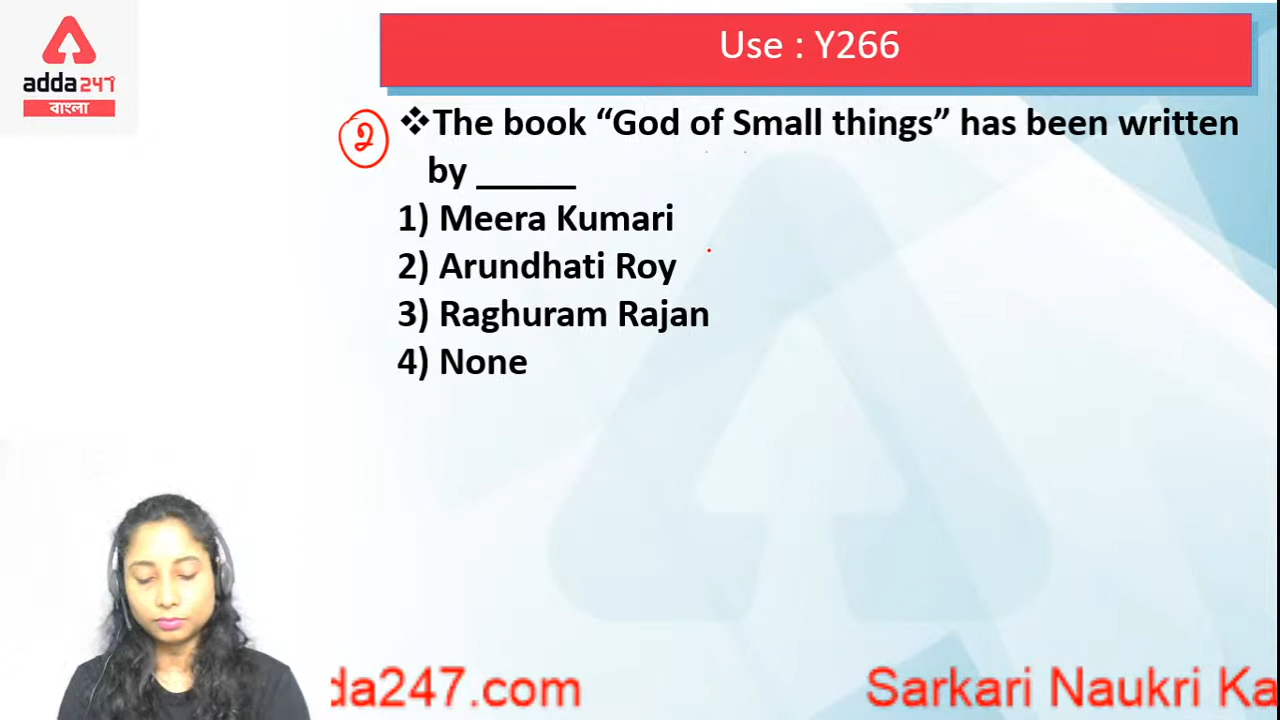 adda247
বাংলা
Use : Y266
2
❖The book “God of Small things” has been written
by _____
1) Meera Kumari
2) Arundhati Roy
3) Raghuram Rajan
4) None
da247.com
Sarkari Naukri Ka